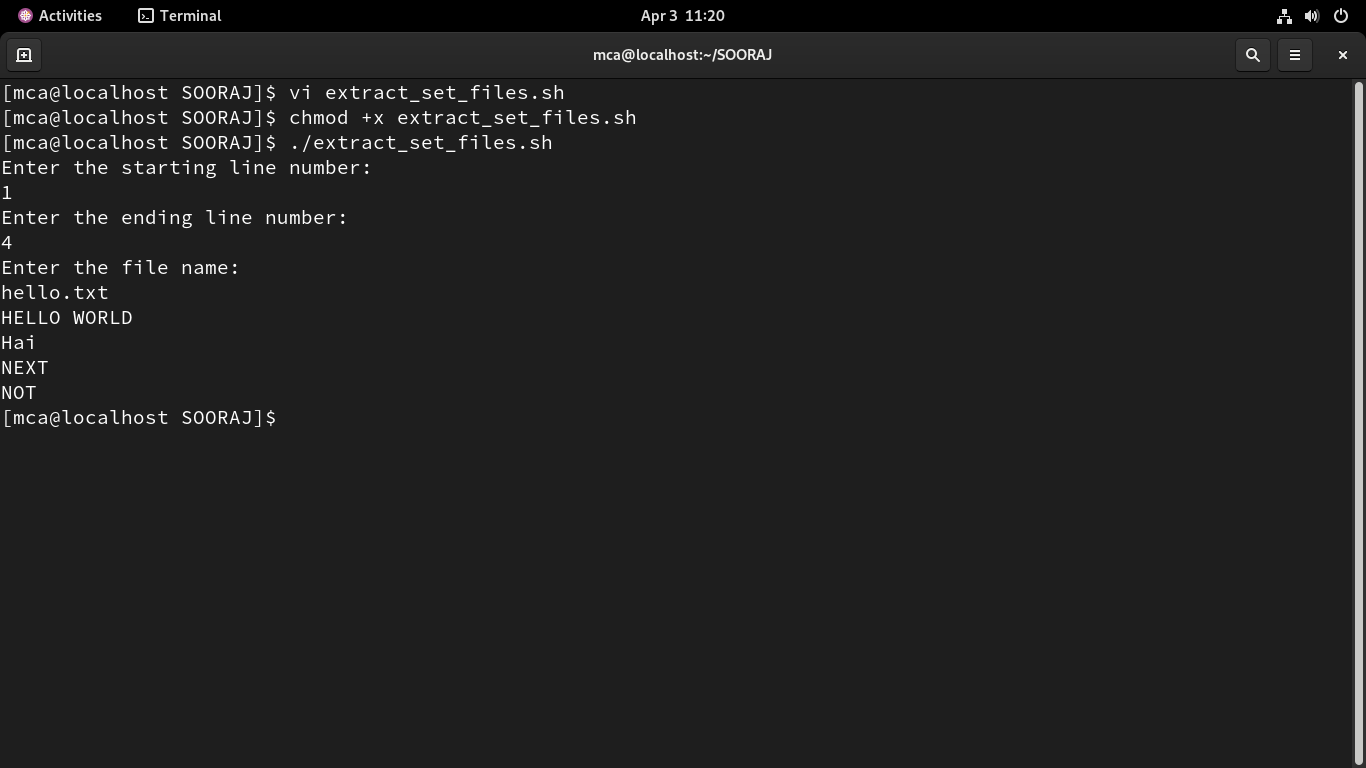 Activities Terminal Apr 3 11:20
mca@localhost:~/SOORAJ
[mca@localhost SOORAJ]$ vi extract_set_files.sh
[mca@localhost SOORAJ]$ chmod +x extract_set_files.sh
[mca@localhost SOORAJ]$ ./extract_set_files.sh
Enter the starting line number:
1
Enter the ending line number:
4
Enter the file name:
hello.txt
HELLO WORLD
Hai
NEXT
NOT
[mca@localhost SOORAJ]$